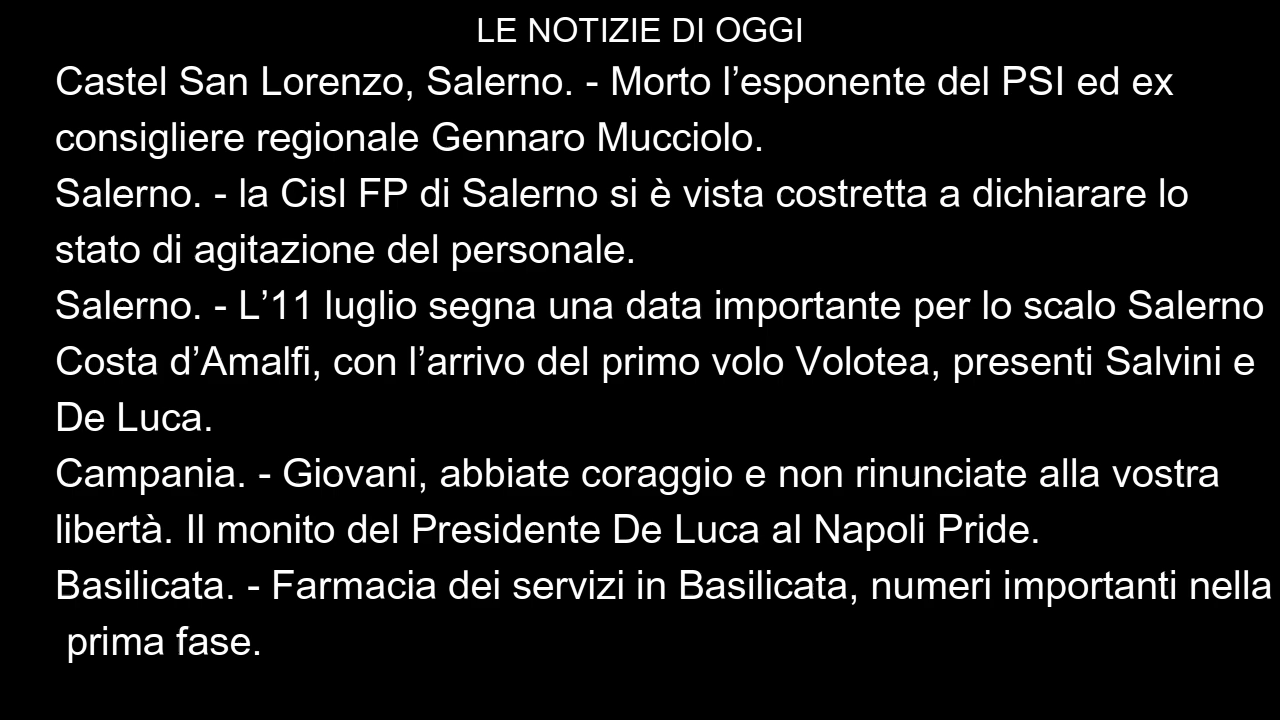 LE NOTIZIE DI OGGI
Castel San Lorenzo, Salerno. - Morto l’esponente del PSI ed ex
consigliere regionale Gennaro Mucciolo.
Salerno. - la Cisl FP di Salerno si è vista costretta a dichiarare lo
stato di agitazione del personale.
Salerno. - L’11 luglio segna una data importante per lo scalo Salerno
Costa d’Amalfi, con l’arrivo del primo volo Volotea, presenti Salvini e
De Luca.
Campania. - Giovani, abbiate coraggio e non rinunciate alla vostra
libertà. Il monito del Presidente De Luca al Napoli Pride.
Basilicata. - Farmacia dei servizi in Basilicata, numeri importanti nella
prima fase.